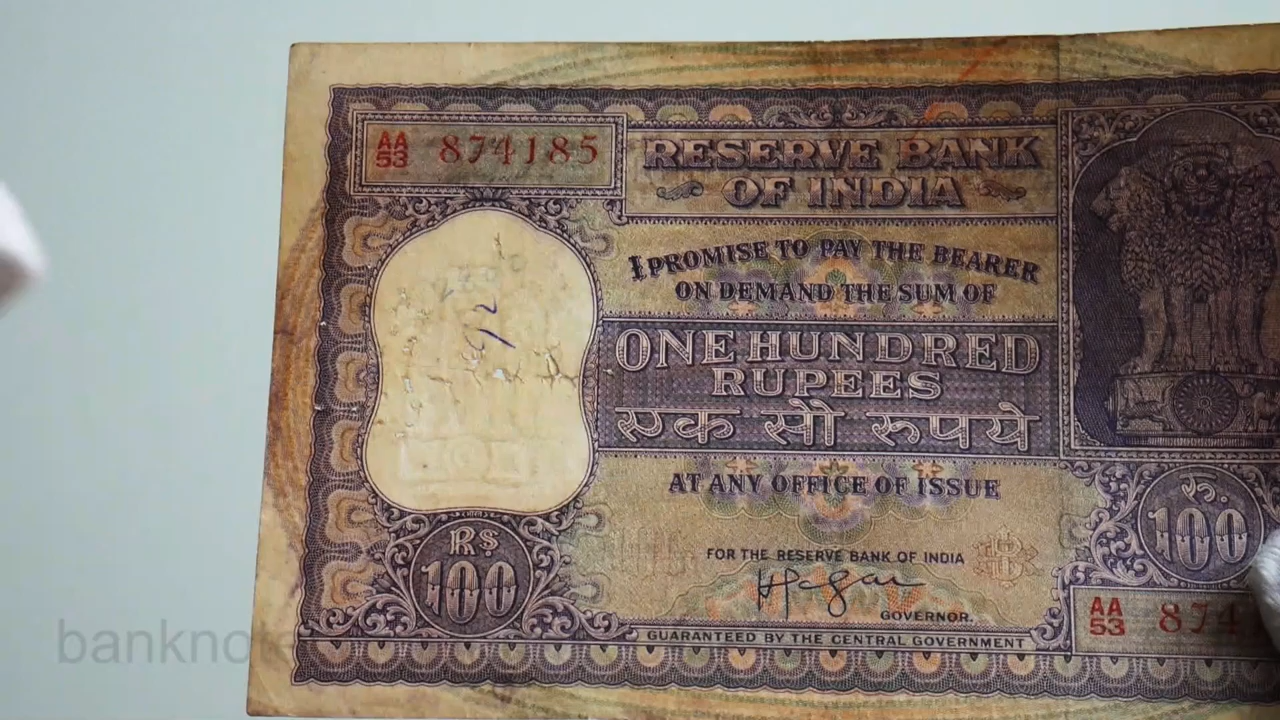 AA
53 874185
RESERVE BANK
OF INDIA
I PROMISE TO PAY THE BEARER
ON DEMAND THE SUM OF
ONE HUNDRED
RUPEES
एक सौ रुपये
AT ANY OFFICE OF ISSUE
FOR THE RESERVE BANK OF INDIA
GOVERNOR.
GUARANTEED BY THE CENTRAL GOVERNMENT
Rs
100
रु.
100
AA
53 874
92